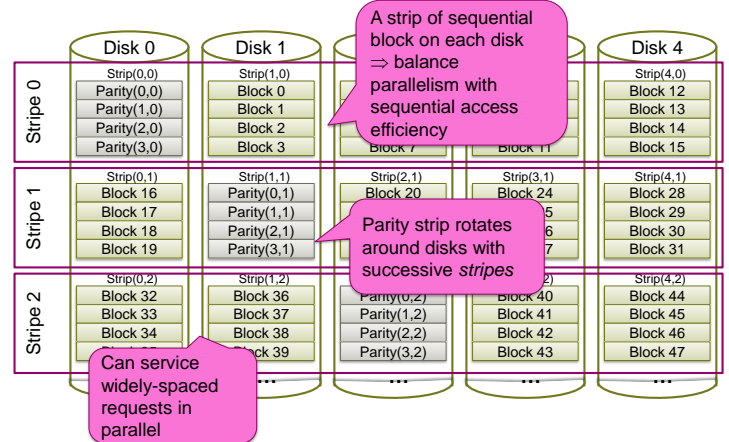 Disk 0
Disk 1
Disk 4
A strip of sequential
block on each disk
⇒ balance
parallelism with
sequential access
efficiency
Stripe 0
Strip(0,0)
Parity(0,0)
Parity(1,0)
Parity(2,0)
Parity(3,0)
Strip(1,0)
Block 0
Block 1
Block 2
Block 3
Block 7
Block 11
Strip(4,0)
Block 12
Block 13
Block 14
Block 15
Stripe 1
Strip(0,1)
Block 16
Block 17
Block 18
Block 19
Strip(1,1)
Parity(0,1)
Parity(1,1)
Parity(2,1)
Parity(3,1)
Strip(2,1)
Block 20
Strip(3,1)
Block 24
5
6
7
Strip(4,1)
Block 28
Block 29
Block 30
Block 31
Parity strip rotates
around disks with
successive stripes
Stripe 2
Strip(0,2)
Block 32
Block 33
Block 34
Strip(1,2)
Block 36
Block 37
Block 38
Block 39
Parity(0,2)
Parity(1,2)
Parity(2,2)
Parity(3,2)
2)
Block 40
Block 41
Block 42
Block 43
Strip(4,2)
Block 44
Block 45
Block 46
Block 47
Can service
widely-spaced
requests in
parallel
...
...
...
...